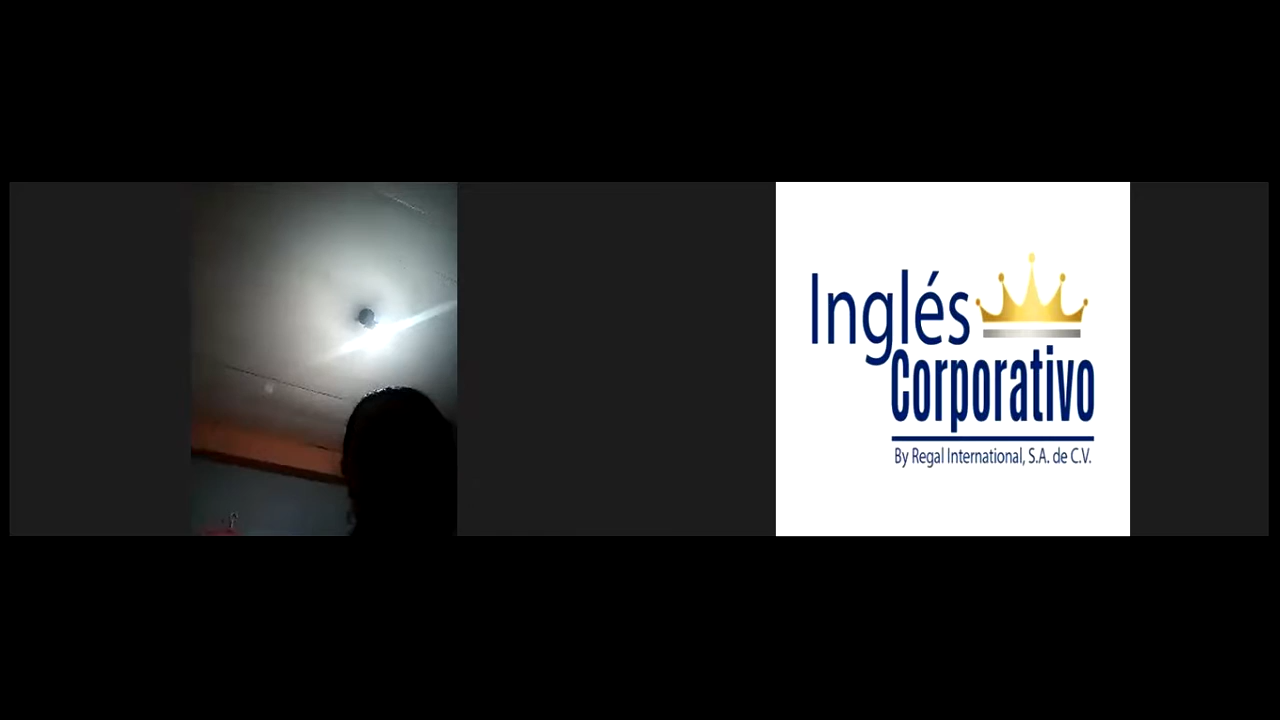 Inglés
Corporativo
By Regal International, S.A. de C.V.